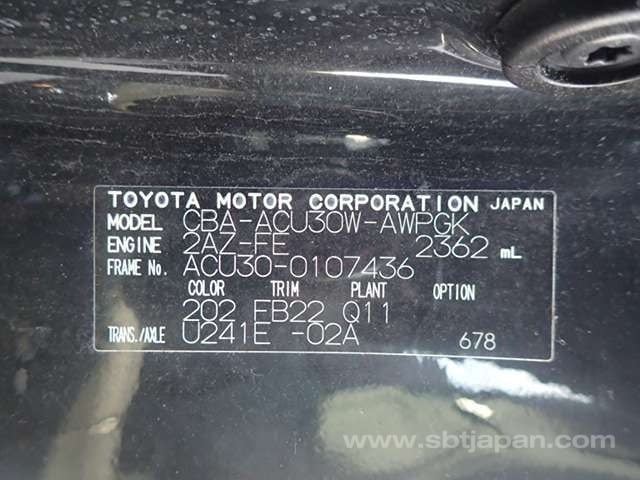 TOYOTA MOTOR CORPORATION JAPAN
MODEL CBA-ACU30W-AWPGK
ENGINE 2AZ-FE 2362 mL
FRAME No. ACU30-0107436
COLOR TRIM PLANT OPTION
202 FB22 Q11
TRANS./AXLE U241E -02A 678
www.sbtjapan.com